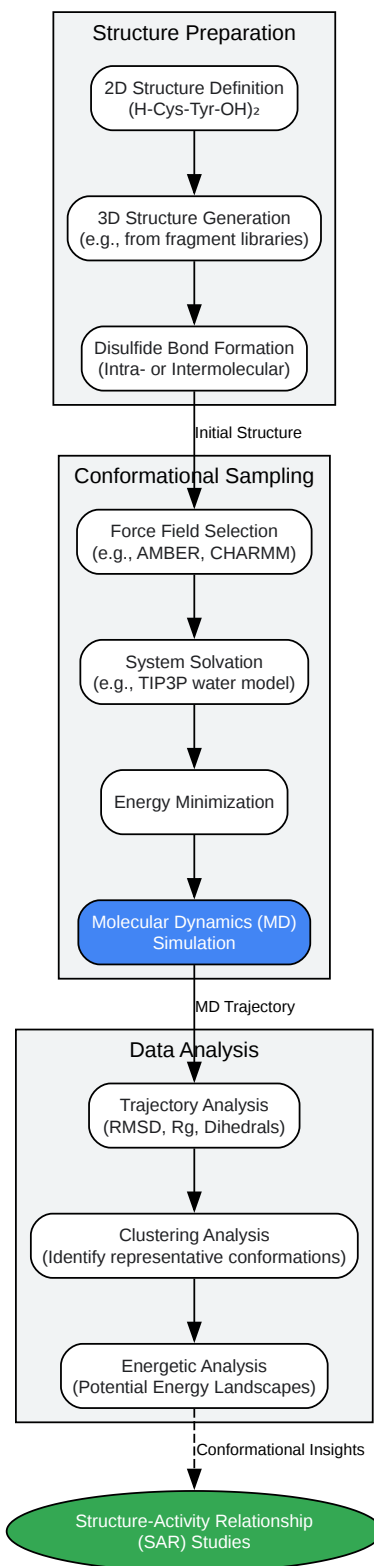 Structure Preparation
2D Structure Definition
(H-Cys-Tyr-OH)₂
3D Structure Generation
(e.g., from fragment libraries)
Disulfide Bond Formation
(Intra- or Intermolecular)
Initial Structure
Conformational Sampling
Force Field Selection
(e.g., AMBER, CHARMM)
System Solvation
(e.g., TIP3P water model)
Energy Minimization
Molecular Dynamics (MD)
Simulation
MD Trajectory
Data Analysis
Trajectory Analysis
(RMSD, Rg, Dihedrals)
Clustering Analysis
(Identify representative conformations)
Energetic Analysis
(Potential Energy Landscapes)
Conformational Insights
Structure-Activity Relationship
(SAR) Studies